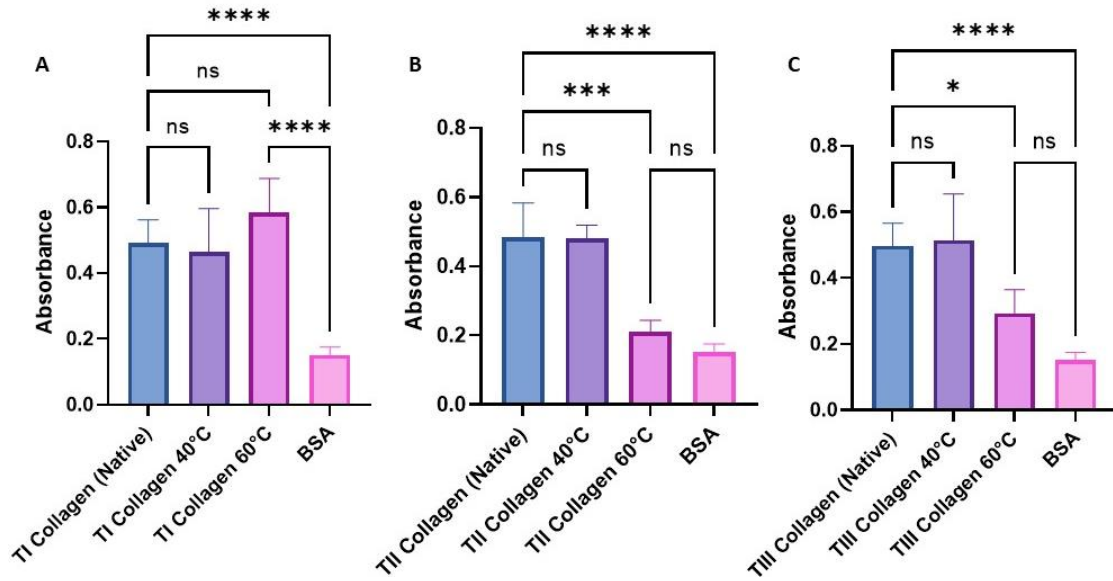 A
****
ns
ns
****
Absorbance
0.8
0.6
0.4
0.2
0.0
TI Collagen (Native)
TI Collagen 40°C
TI Collagen 60°C
BSA
B
****
***
ns
ns
Absorbance
0.8
0.6
0.4
0.2
0.0
TII Collagen (Native)
TII Collagen 40°C
TII Collagen 60°C
BSA
C
****
*
ns
ns
Absorbance
0.8
0.6
0.4
0.2
0.0
TIII Collagen (Native)
TIII Collagen 40°C
TIII Collagen 60°C
BSA